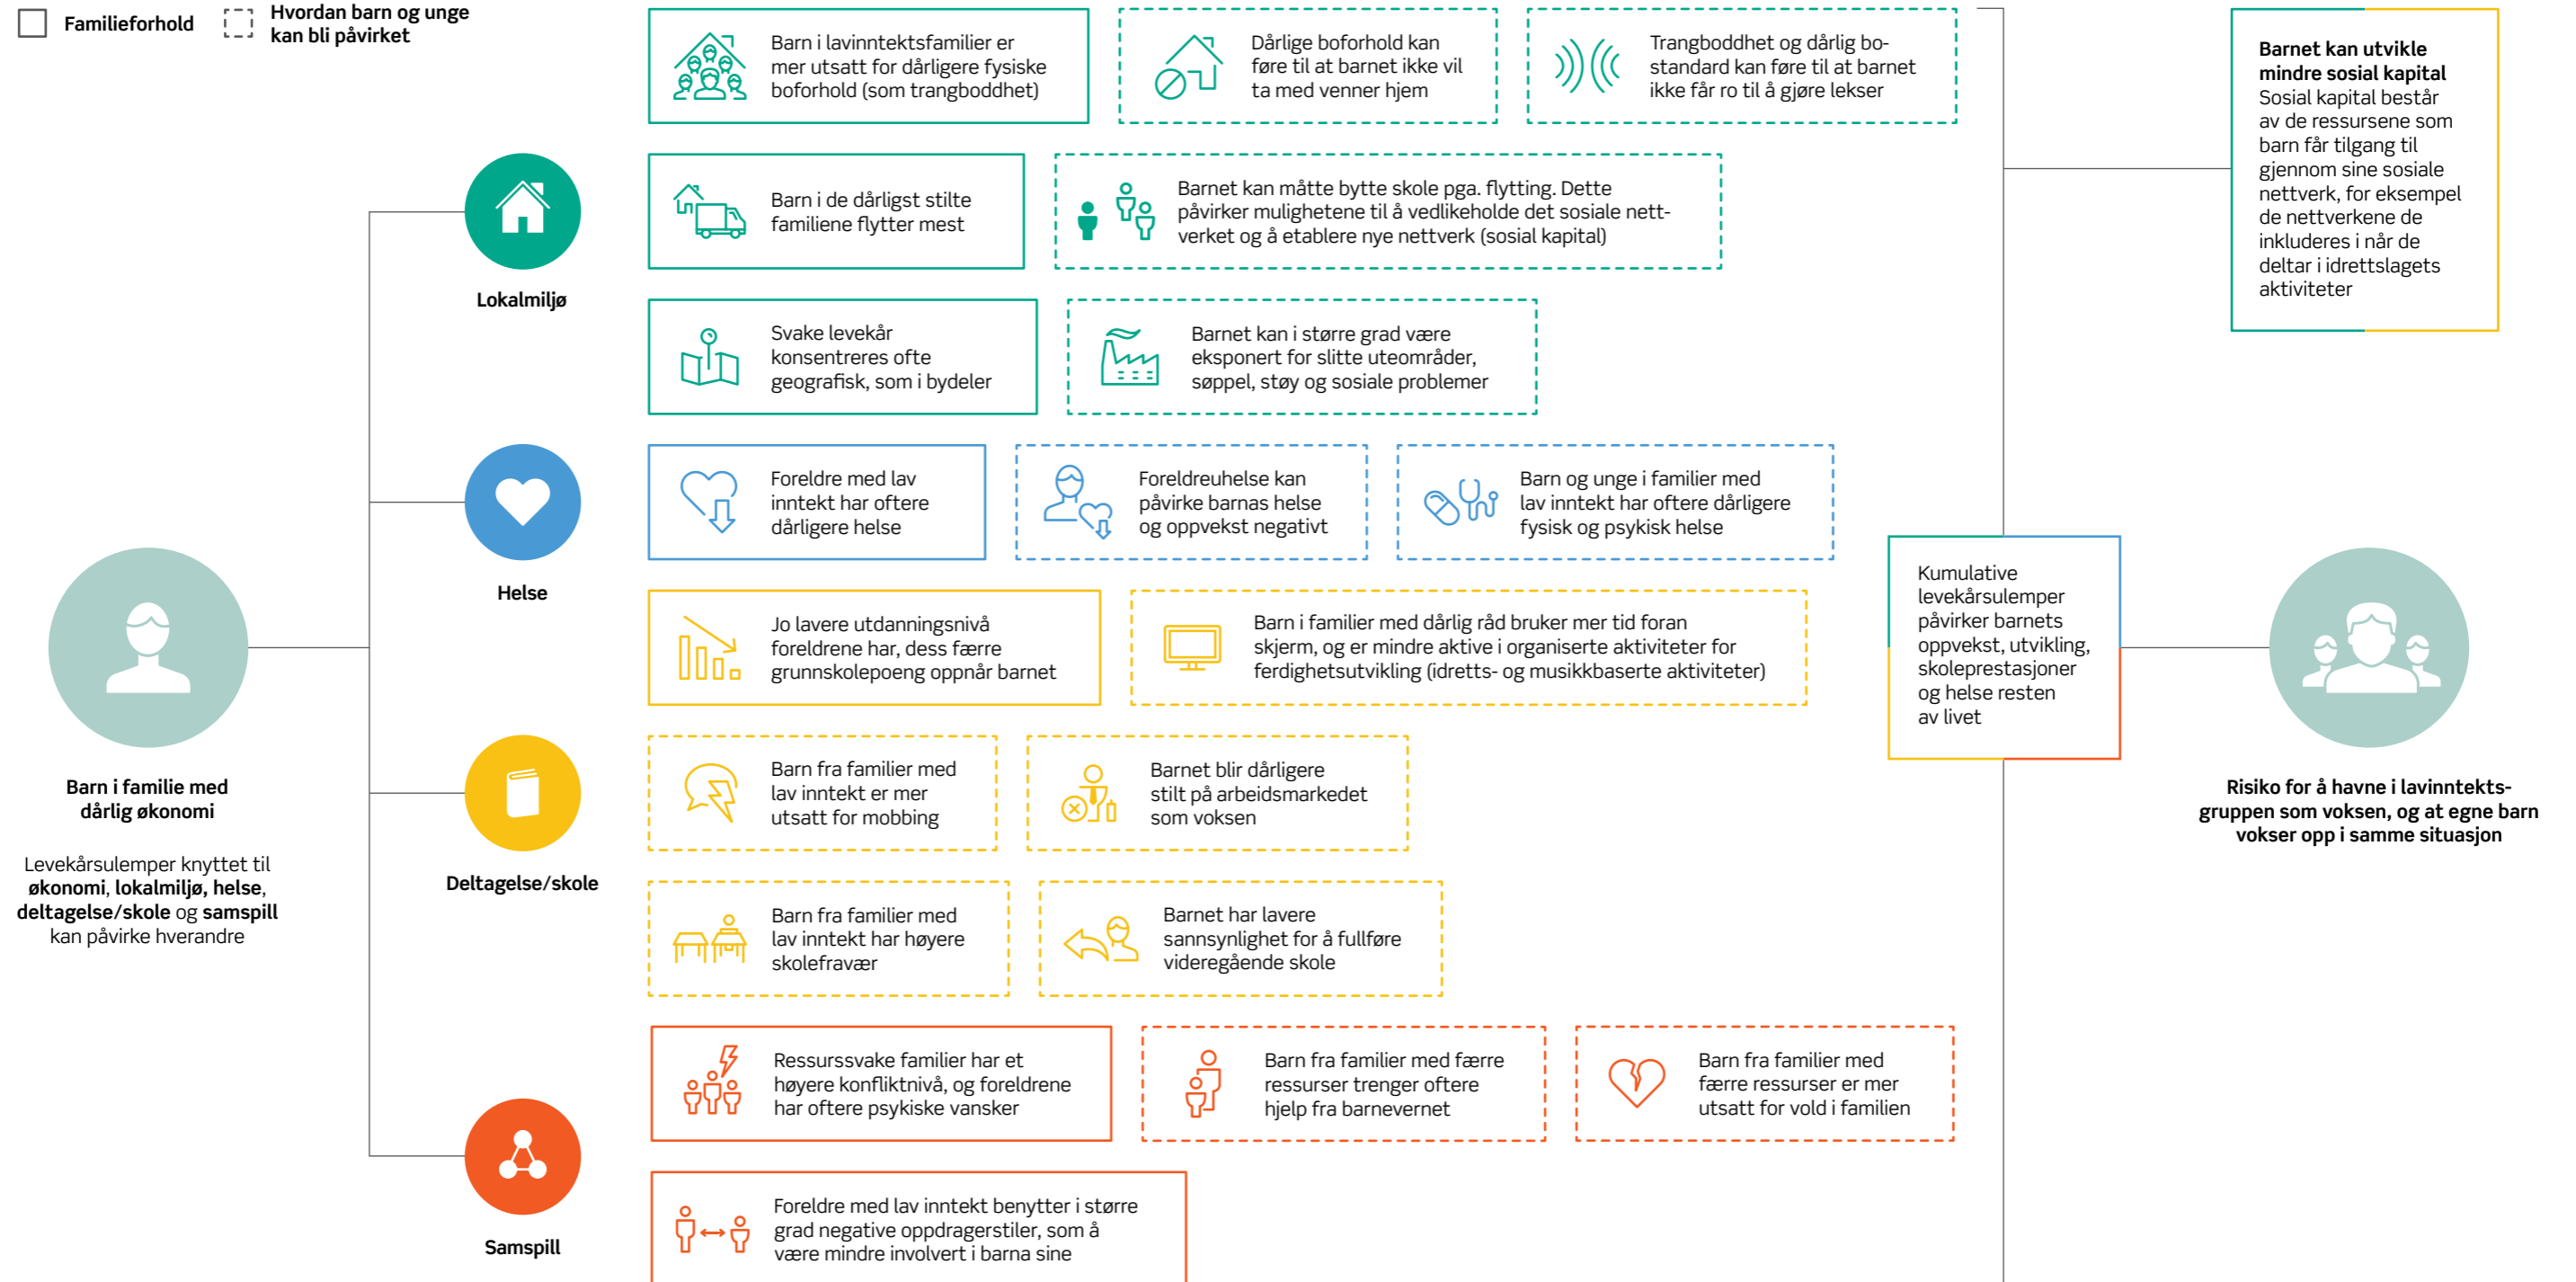 Familieforhold
Hvordan barn og unge
kan bli påvirket
Barn i lavinntektsfamilier er
mer utsatt for dårligere fysiske
boforhold (som trangboddhet)
Dårlige boforhold kan
føre til at barnet ikke vil
ta med venner hjem
Trangboddhet og dårlig bo-
standard kan føre til at barnet
ikke får ro til å gjøre lekser
Barnet kan utvikle
mindre sosial kapital
Sosial kapital består
av de ressursene som
barn får tilgang til
gjennom sine sosiale
nettverk, for eksempel
de nettverkene de
inkluderes i når de
deltar i idrettslagets
aktiviteter
Lokalmiljø
Barn i de dårligst stilte
familiene flytter mest
Barnet kan måtte bytte skole pga. flytting. Dette
påvirker mulighetene til å vedlikeholde det sosiale nett-
verket og å etablere nye nettverk (sosial kapital)
Svake levekår
konsentreres ofte
geografisk, som i bydeler
Barnet kan i større grad være
eksponert for slitte uteområder,
søppel, støy og sosiale problemer
Helse
Foreldre med lav
inntekt har oftere
dårligere helse
Foreldreuhelse kan
påvirke barnas helse
og oppvekst negativt
Barn og unge i familier med
lav inntekt har oftere dårligere
fysisk og psykisk helse
Jo lavere utdanningsnivå
foreldrene har, dess færre
grunnskolepoeng oppnår barnet
Barn i familier med dårlig råd bruker mer tid foran
skjerm, og er mindre aktive i organiserte aktiviteter for
ferdighetsutvikling (idretts- og musikkbaserte aktiviteter)
Kumulative
levekårsulemper
påvirker barnets
oppvekst, utvikling,
skoleprestasjoner
og helse resten
av livet
Barn i familie med
dårlig økonomi
Levekårsulemper knyttet til
økonomi, lokalmiljø, helse,
deltagelse/skole og samspill
kan påvirke hverandre
Deltagelse/skole
Barn fra familier med
lav inntekt er mer
utsatt for mobbing
Barnet blir dårligere
stilt på arbeidsmarkedet
som voksen
Risiko for å havne i lavinntekts-
gruppen som voksen, og at egne barn
vokser opp i samme situasjon
Barn fra familier med
lav inntekt har høyere
skolefravær
Barnet har lavere
sannsynlighet for å fullføre
videregående skole
Ressurssvake familier har et
høyere konfliktnivå, og foreldrene
har oftere psykiske vansker
Barn fra familier med færre
ressurser trenger oftere
hjelp fra barnevernet
Barn fra familier med
færre ressurser er mer
utsatt for vold i familien
Samspill
Foreldre med lav inntekt benytter i større
grad negative oppdragerstiler, som å
være mindre involvert i barna sine